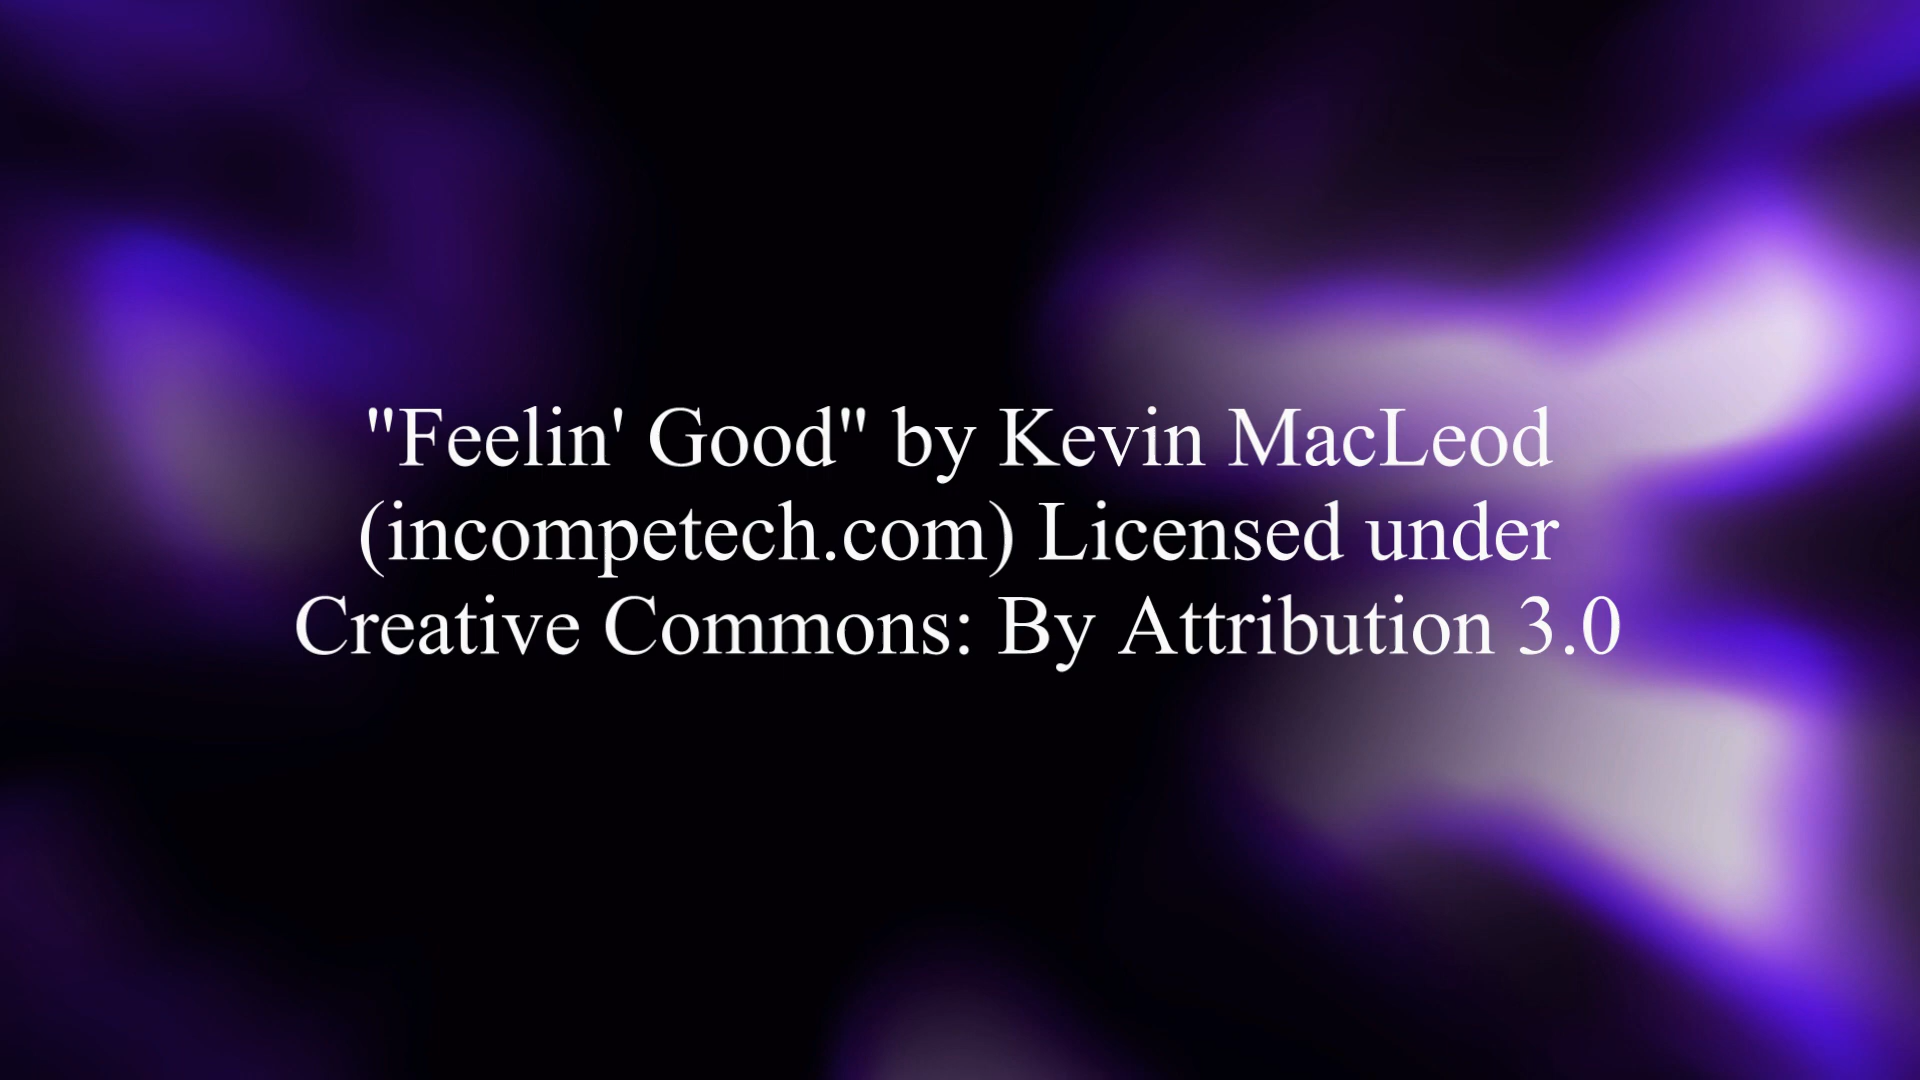 "Feelin' Good" by Kevin MacLeod
(incompetech.com) Licensed under
Creative Commons: By Attribution 3.0